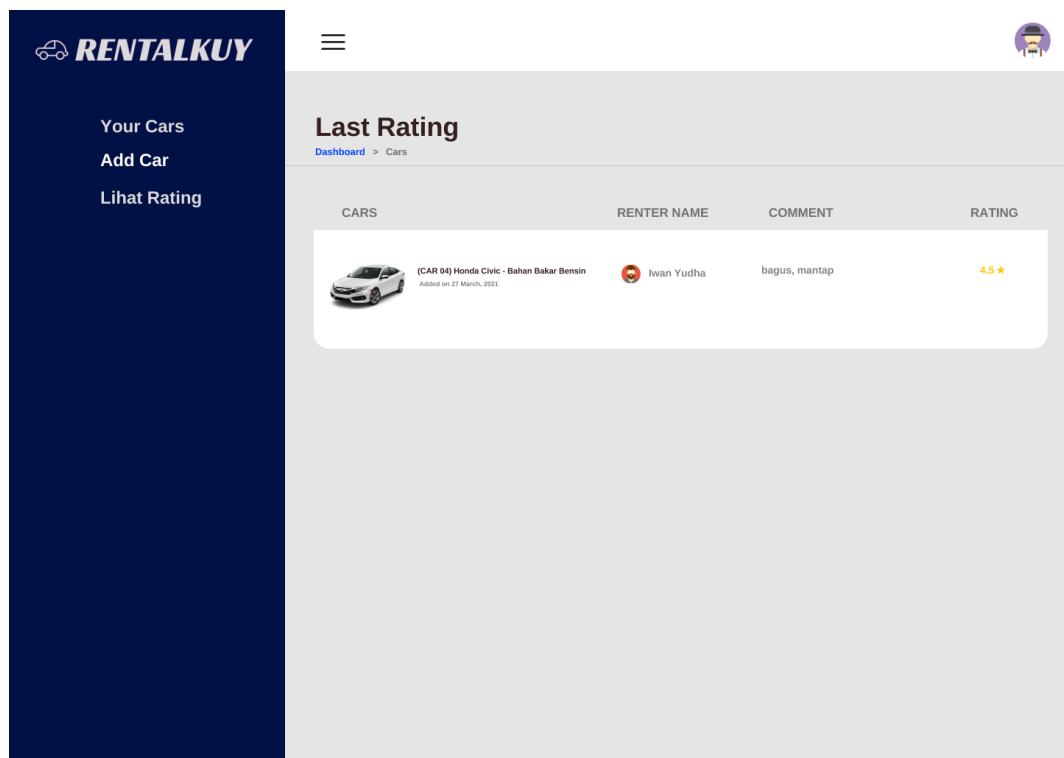 RENTALKUY
Your Cars
Add Car
Lihat Rating
Last Rating
Dashboard > Cars
CARS RENTER NAME COMMENT RATING
(CAR 04) Honda Civic - Bahan Bakar Bensin
Added on 27 March, 2021
Iwan Yudha
bagus, mantap
4.5 ★